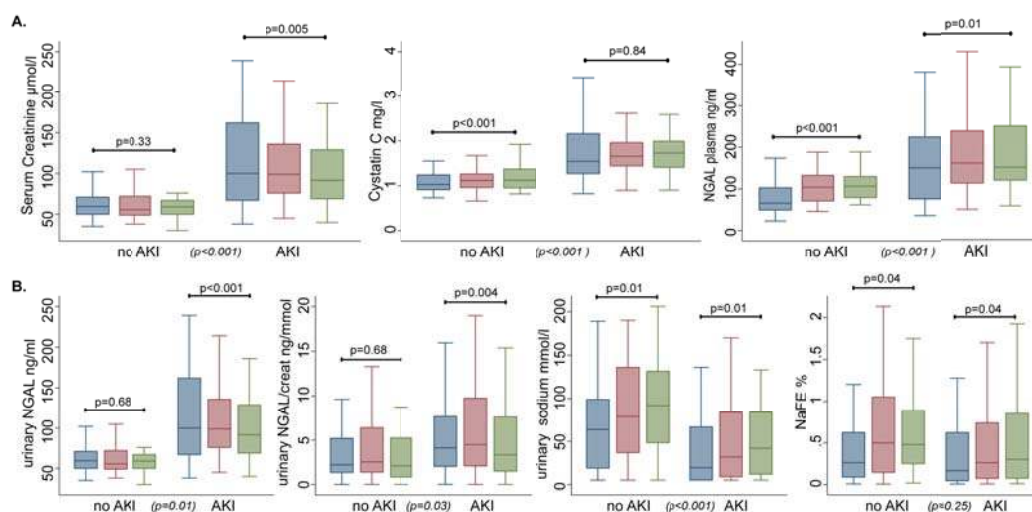 A.
Serum Creatinine µmol/l
250
200
150
100
50
p=0.33
p=0.005
no AKI (p<0.001) AKI
Cystatin C mg/l
4
3
2
1
0
p<0.001
p=0.84
no AKI (p<0.001) AKI
NGAL plasma ng/ml
400
300
200
100
0
p<0.001
p=0.01
no AKI (p<0.001) AKI
B.
urinary NGAL ng/ml
250
200
150
100
50
p=0.68
p<0.001
no AKI (p=0.01) AKI
urinary NGAL/creat ng/mmol
20
15
10
5
0
p=0.68
p=0.004
no AKI (p=0.03) AKI
urinary sodium mmol/l
200
150
100
50
0
p=0.01
p=0.01
no AKI (p<0.001) AKI
NaFE %
2
1.5
1
.5
0
p=0.04
p=0.04
no AKI (p=0.25) AKI